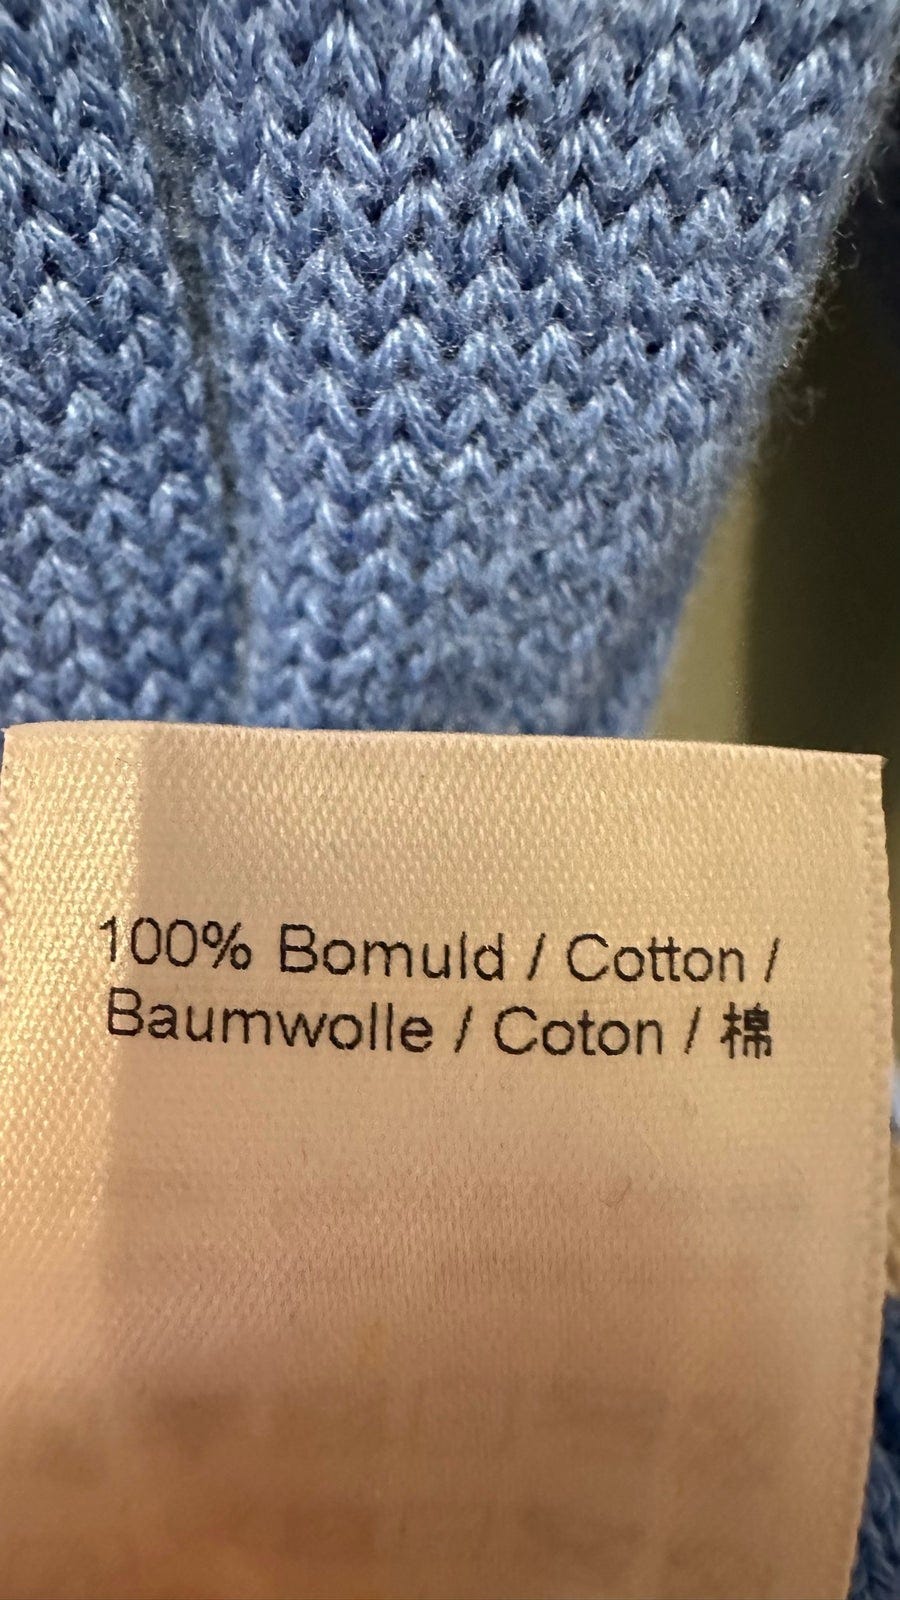 100% Bomuld / Cotton /
Baumwolle / Coton / 棉